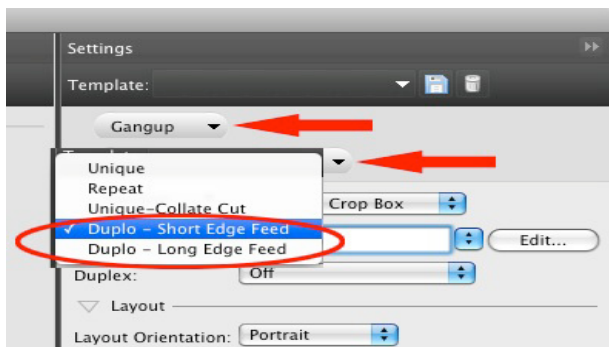 Settings
Template:
Gangup
Unique
Repeat
Unique-Collate Cut
Crop Box
✓ Duplo - Short Edge Feed
Duplo - Long Edge Feed
Edit...
Duplex: Off
Layout
Layout Orientation: Portrait